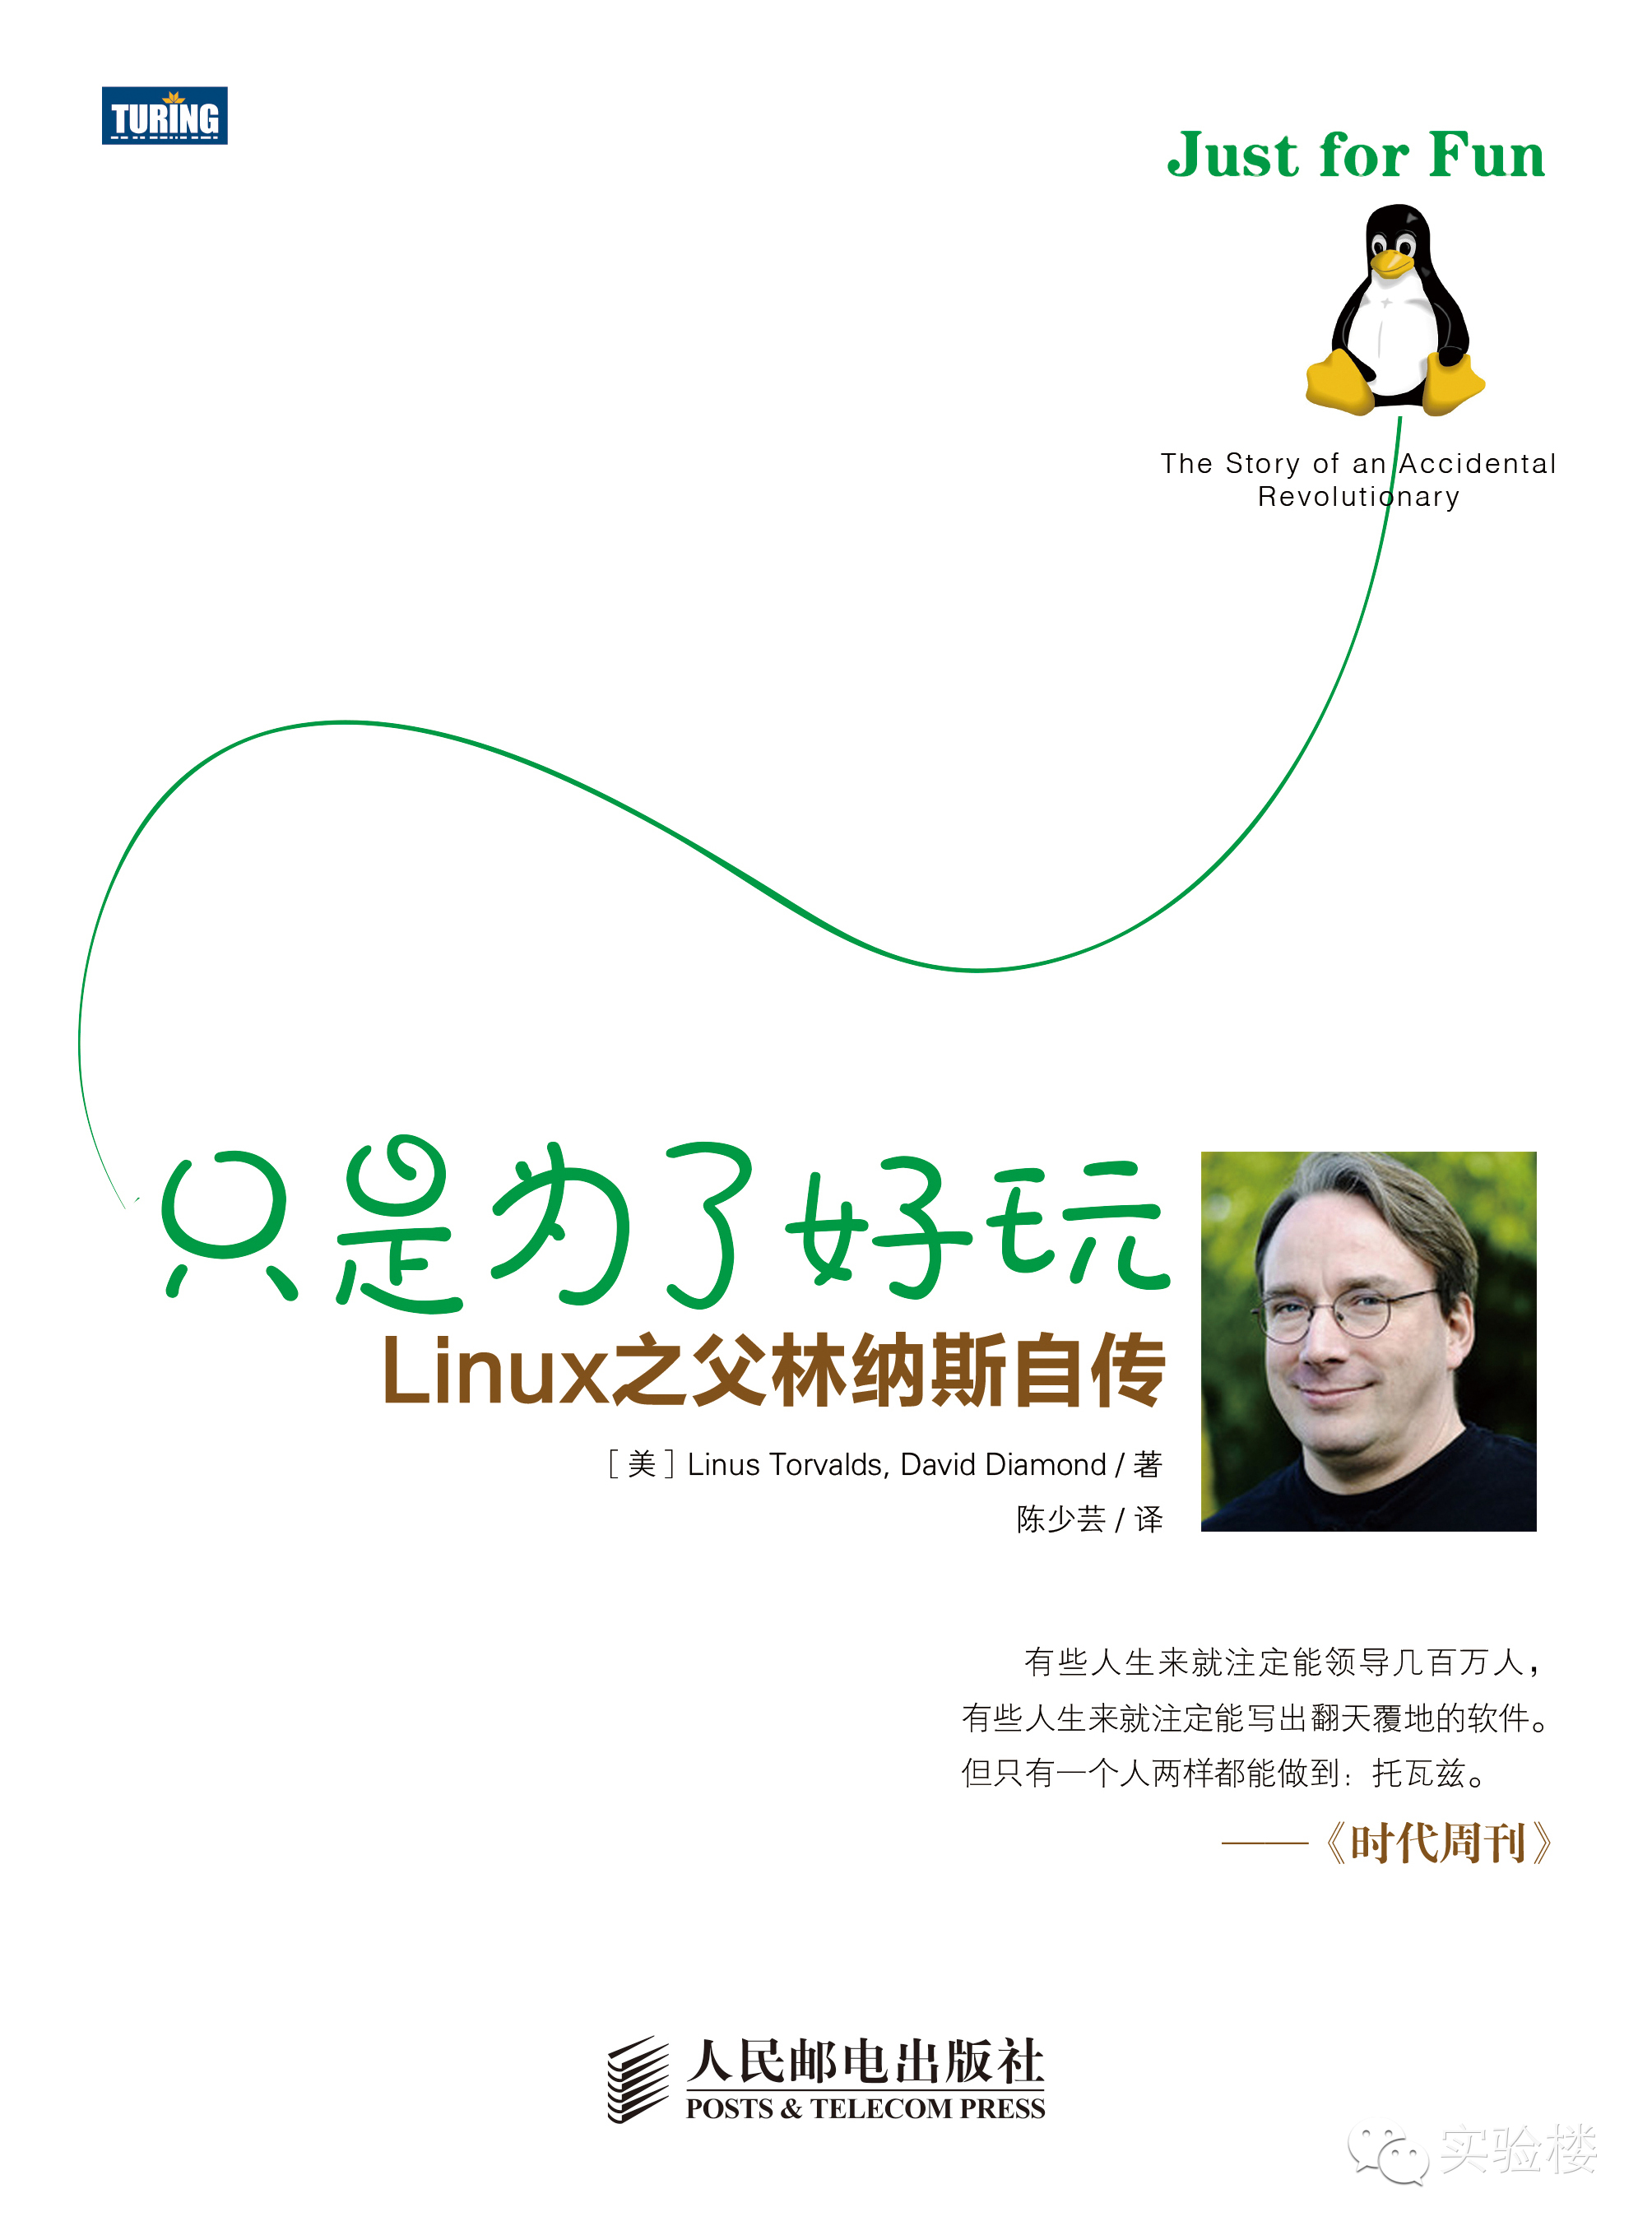 TURING
Just for Fun
The Story of an Accidental
Revolutionary
只是为了好玩
Linux之父林纳斯自传
[美] Linus Torvalds, David Diamond / 著
陈少芸 / 译
有些人生来就注定能领导几百万人，
有些人生来就注定能写出翻天覆地的软件。
但只有一个人两样都能做到：托瓦兹。
——《时代周刊》
人民邮电出版社
POSTS & TELECOM PRESS
实验楼